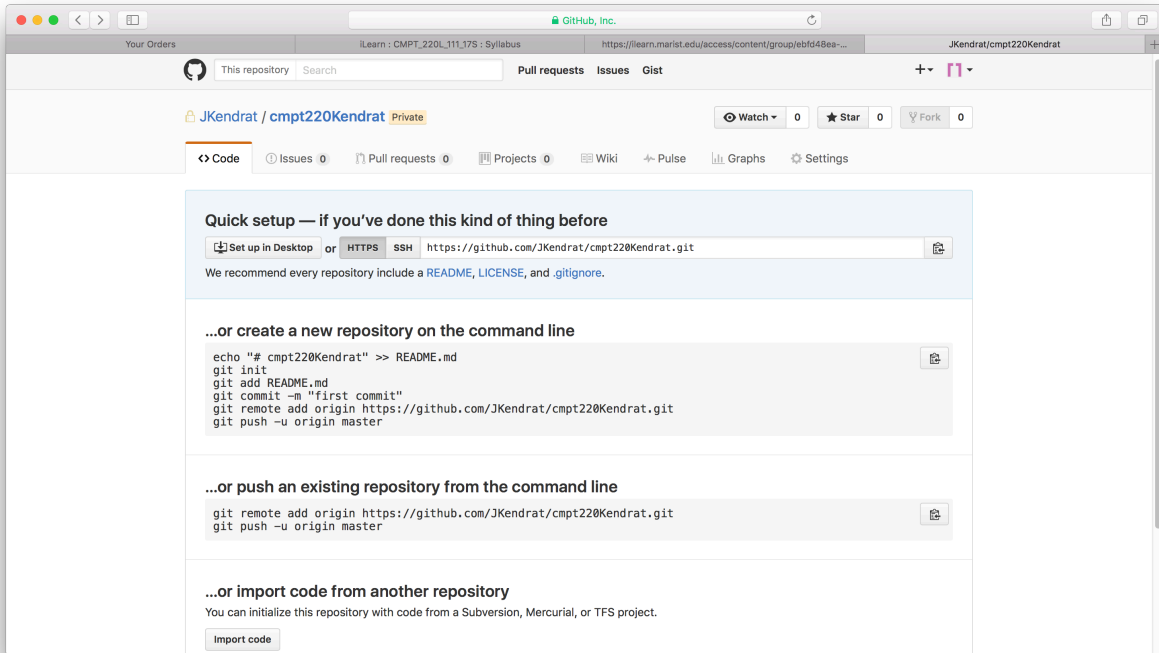 GitHub, Inc.
Your Orders
iLearn : CMPT_220L_111_17S : Syllabus
https://ilearn.marist.edu/access/content/group/ebfd48ea-...
JKendrat/cmpt220Kendrat
This repository Search Pull requests Issues Gist
JKendrat / cmpt220Kendrat Private
Watch 0 Star 0 Fork 0
Code Issues 0 Pull requests 0 Projects 0 Wiki Pulse Graphs Settings
Quick setup — if you’ve done this kind of thing before
Set up in Desktop or HTTPS SSH https://github.com/JKendrat/cmpt220Kendrat.git
We recommend every repository include a README, LICENSE, and .gitignore.
…or create a new repository on the command line
echo "# cmpt220Kendrat" >> README.md
git init
git add README.md
git commit -m "first commit"
git remote add origin https://github.com/JKendrat/cmpt220Kendrat.git
git push -u origin master
…or push an existing repository from the command line
git remote add origin https://github.com/JKendrat/cmpt220Kendrat.git
git push -u origin master
…or import code from another repository
You can initialize this repository with code from a Subversion, Mercurial, or TFS project.
Import code